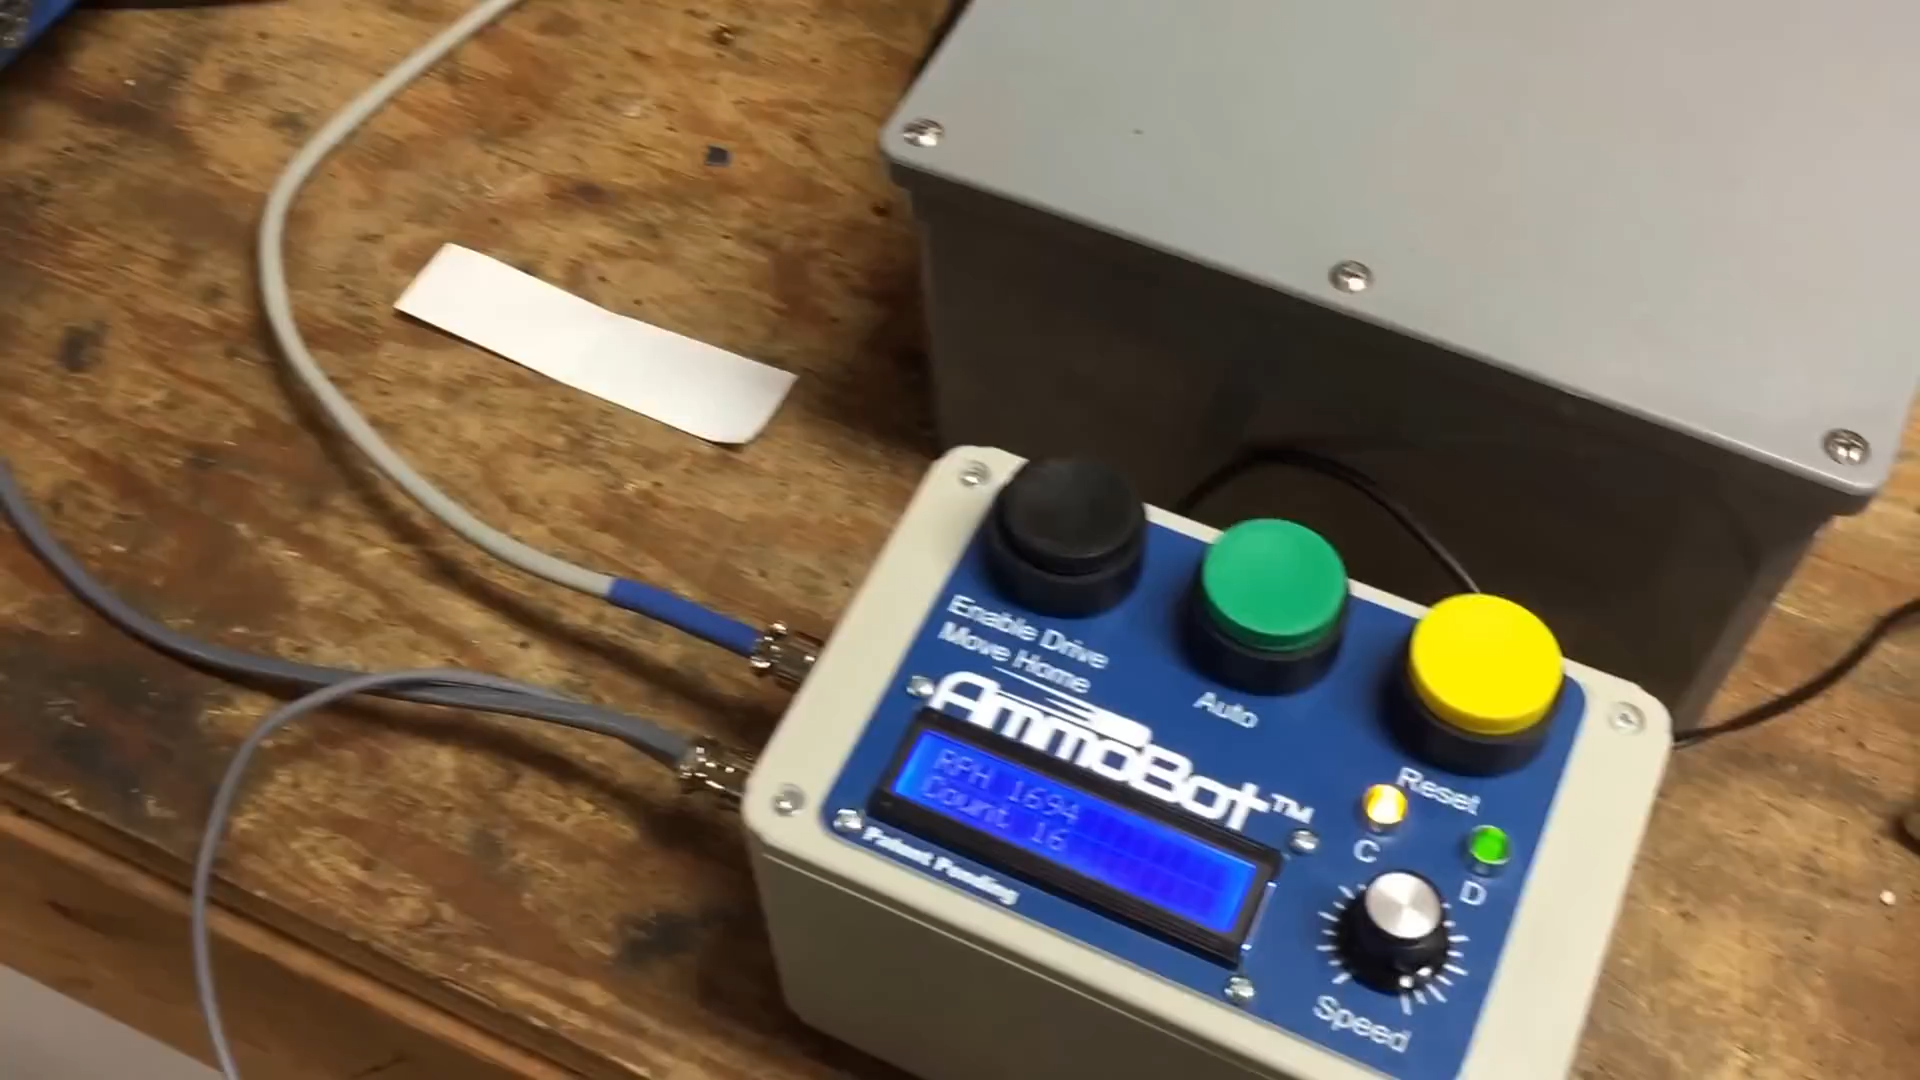 Enable Drive
Move Home
Auto
Reset
AmmoBot™
RPH 1694
Count 16
Patent Pending
C
D
Speed